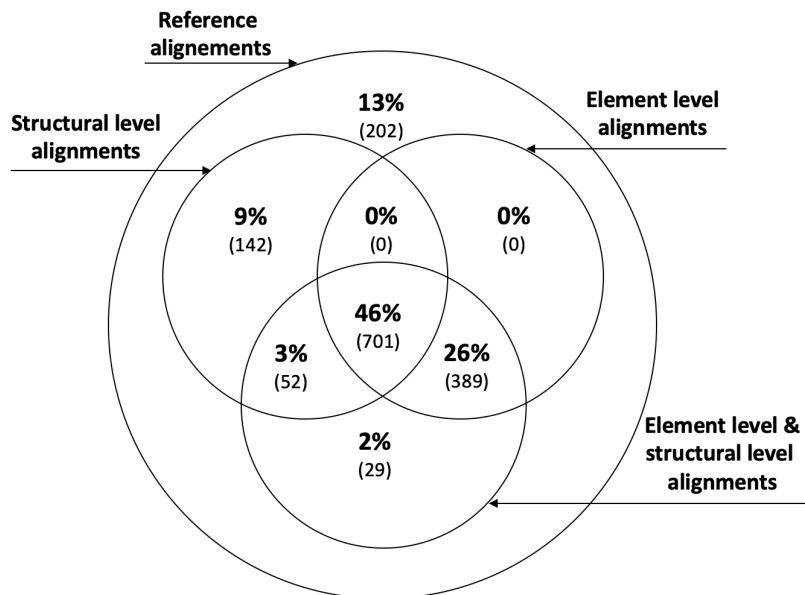 Reference
alignements
13%
(202)
Element level
alignments
Structural level
alignments
9%
(142)
0%
(0)
0%
(0)
46%
(701)
3%
(52)
26%
(389)
2%
(29)
Element level &
structural level
alignments